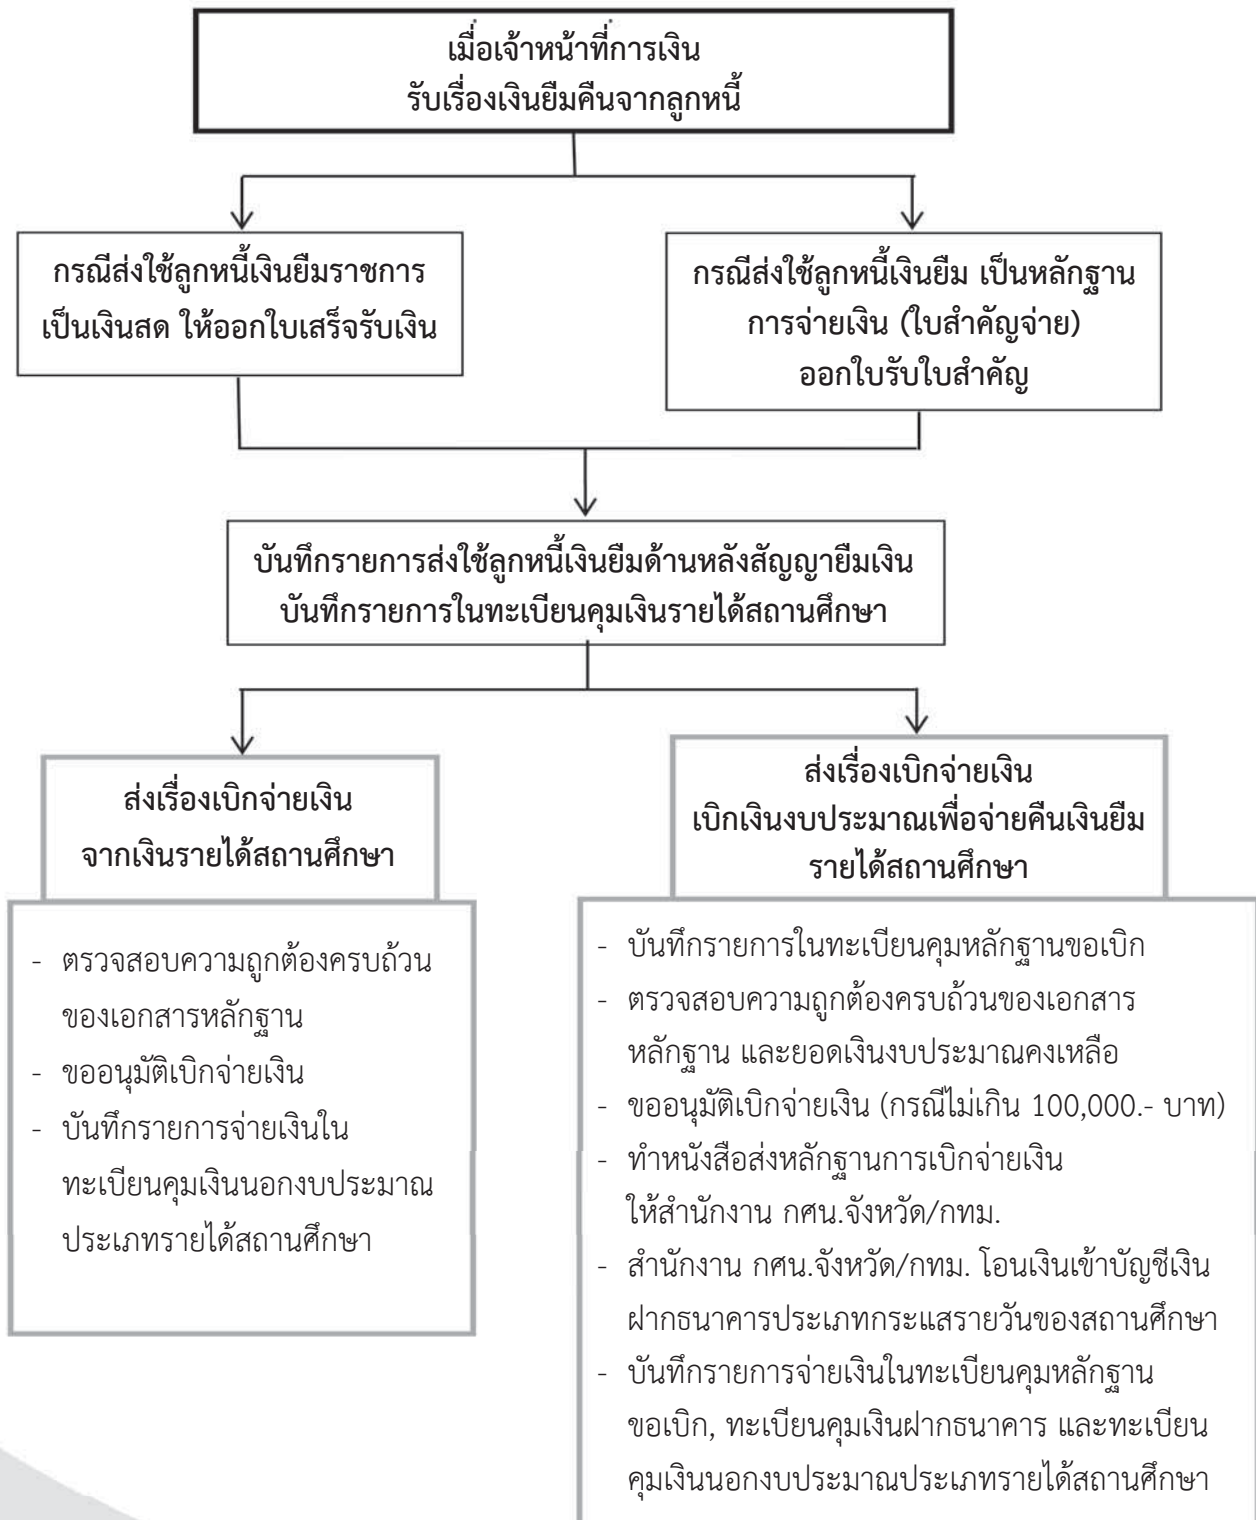 เมื่อเจ้าหน้าที่การเงิน
รับเรื่องเงินยืมคืนจากลูกหนี้
กรณีส่งใช้ลูกหนี้เงินยืมราชการ
เป็นเงินสด ให้ออกใบเสร็จรับเงิน
กรณีส่งใช้ลูกหนี้เงินยืม เป็นหลักฐาน
การจ่ายเงิน (ใบสำคัญจ่าย)
ออกใบรับใบสำคัญ
บันทึกรายการส่งใช้ลูกหนี้เงินยืมด้านหลังสัญญายืมเงิน
บันทึกรายการในทะเบียนคุมเงินรายได้สถานศึกษา
ส่งเรื่องเบิกจ่ายเงิน
จากเงินรายได้สถานศึกษา
- ตรวจสอบความถูกต้องครบถ้วน
ของเอกสารหลักฐาน
- ขออนุมัติเบิกจ่ายเงิน
- บันทึกรายการจ่ายเงินใน
ทะเบียนคุมเงินนอกงบประมาณ
ประเภทรายได้สถานศึกษา
ส่งเรื่องเบิกจ่ายเงิน
เบิกเงินงบประมาณเพื่อจ่ายคืนเงินยืม
รายได้สถานศึกษา
- บันทึกรายการในทะเบียนคุมหลักฐานขอเบิก
- ตรวจสอบความถูกต้องครบถ้วนของเอกสาร
หลักฐาน และยอดเงินงบประมาณคงเหลือ
- ขออนุมัติเบิกจ่ายเงิน (กรณีไม่เกิน 100,000.- บาท)
- ทำหนังสือส่งหลักฐานการเบิกจ่ายเงิน
ให้สำนักงาน กศน.จังหวัด/กทม.
- สำนักงาน กศน.จังหวัด/กทม. โอนเงินเข้าบัญชีเงิน
ฝากธนาคารประเภทกระแสรายวันของสถานศึกษา
- บันทึกรายการจ่ายเงินในทะเบียนคุมหลักฐาน
ขอเบิก, ทะเบียนคุมเงินฝากธนาคาร และทะเบียน
คุมเงินนอกงบประมาณประเภทรายได้สถานศึกษา